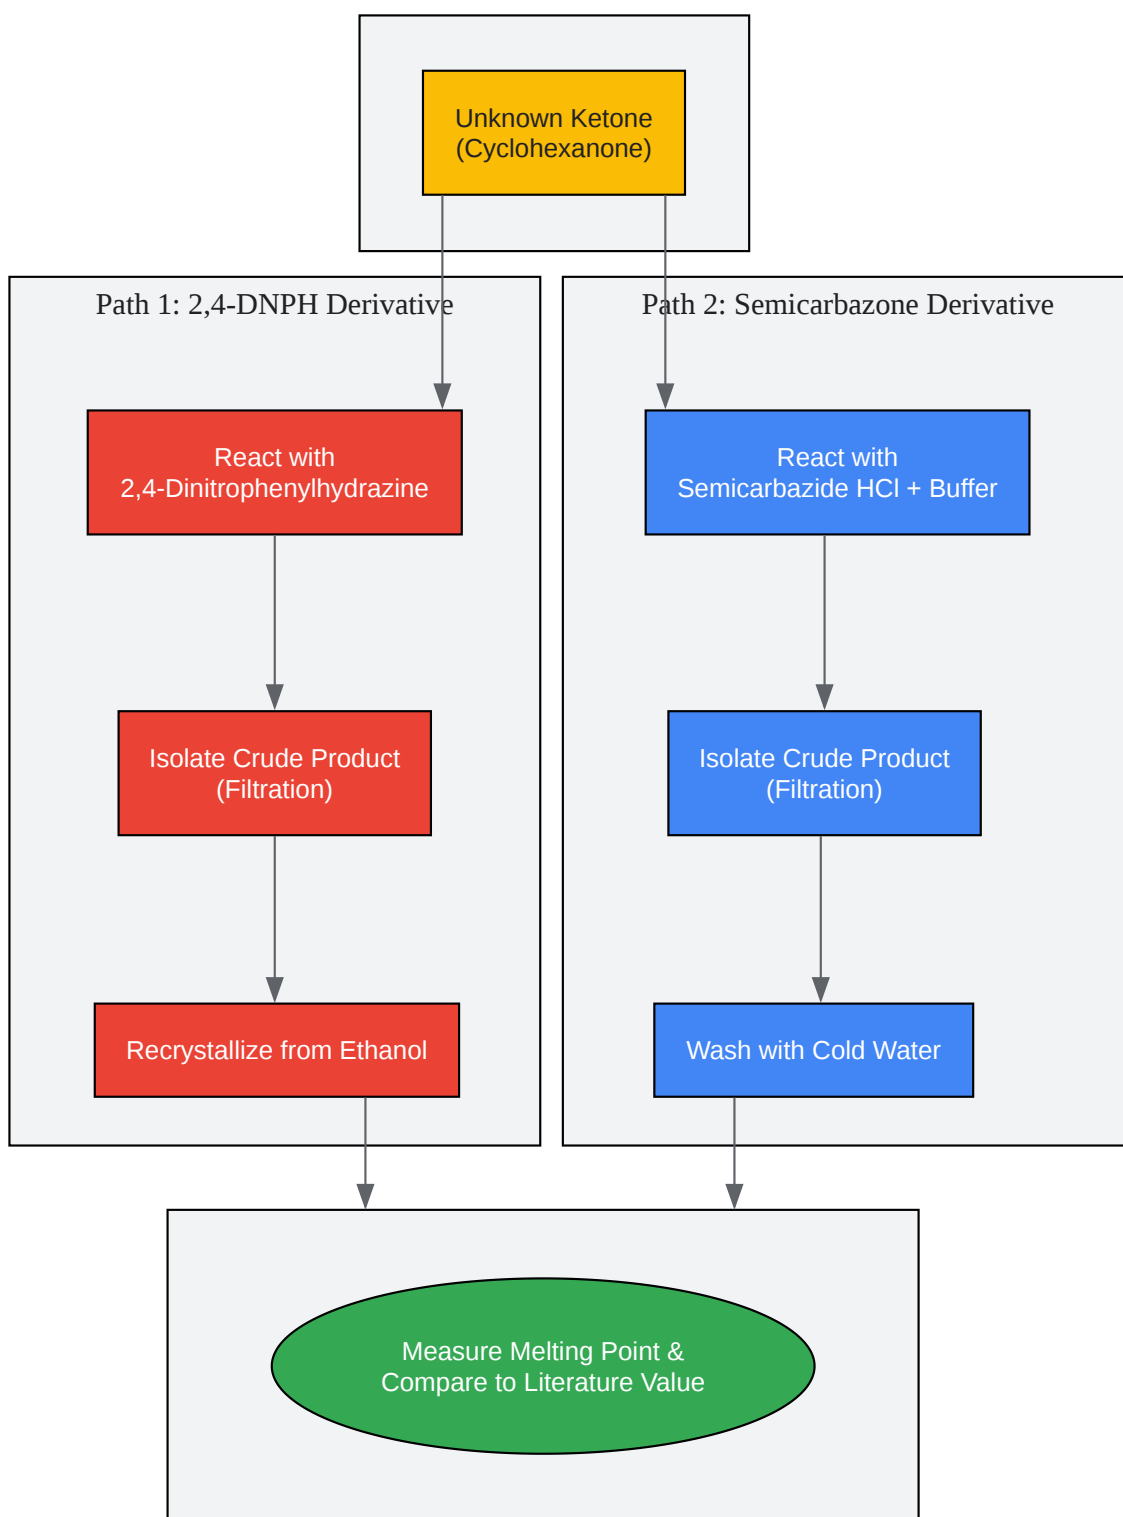 Unknown Ketone
(Cyclohexanone)
Path 1: 2,4-DNPH Derivative
React with
2,4-Dinitrophenylhydrazine
Isolate Crude Product
(Filtration)
Recrystallize from Ethanol
Path 2: Semicarbazone Derivative
React with
Semicarbazide HCl + Buffer
Isolate Crude Product
(Filtration)
Wash with Cold Water
Measure Melting Point &
Compare to Literature Value